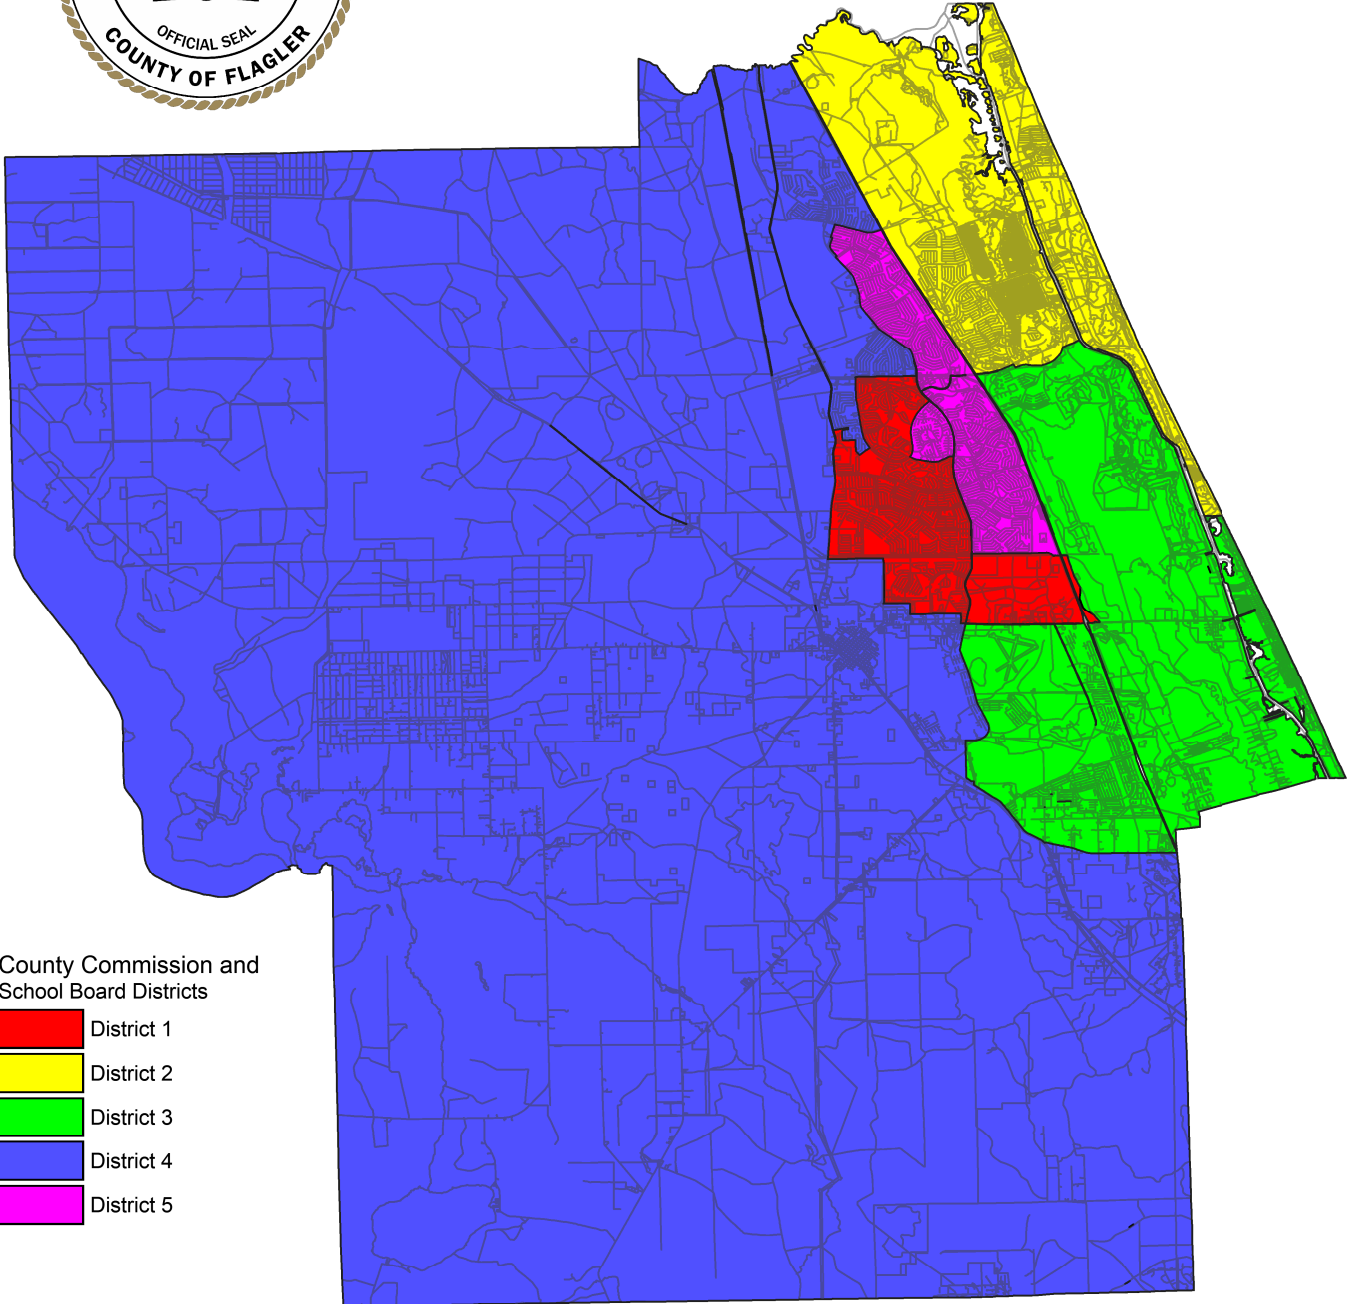 OFFICIAL SEAL
COUNTY OF FLAGLER
County Commission and
School Board Districts
District 1
District 2
District 3
District 4
District 5